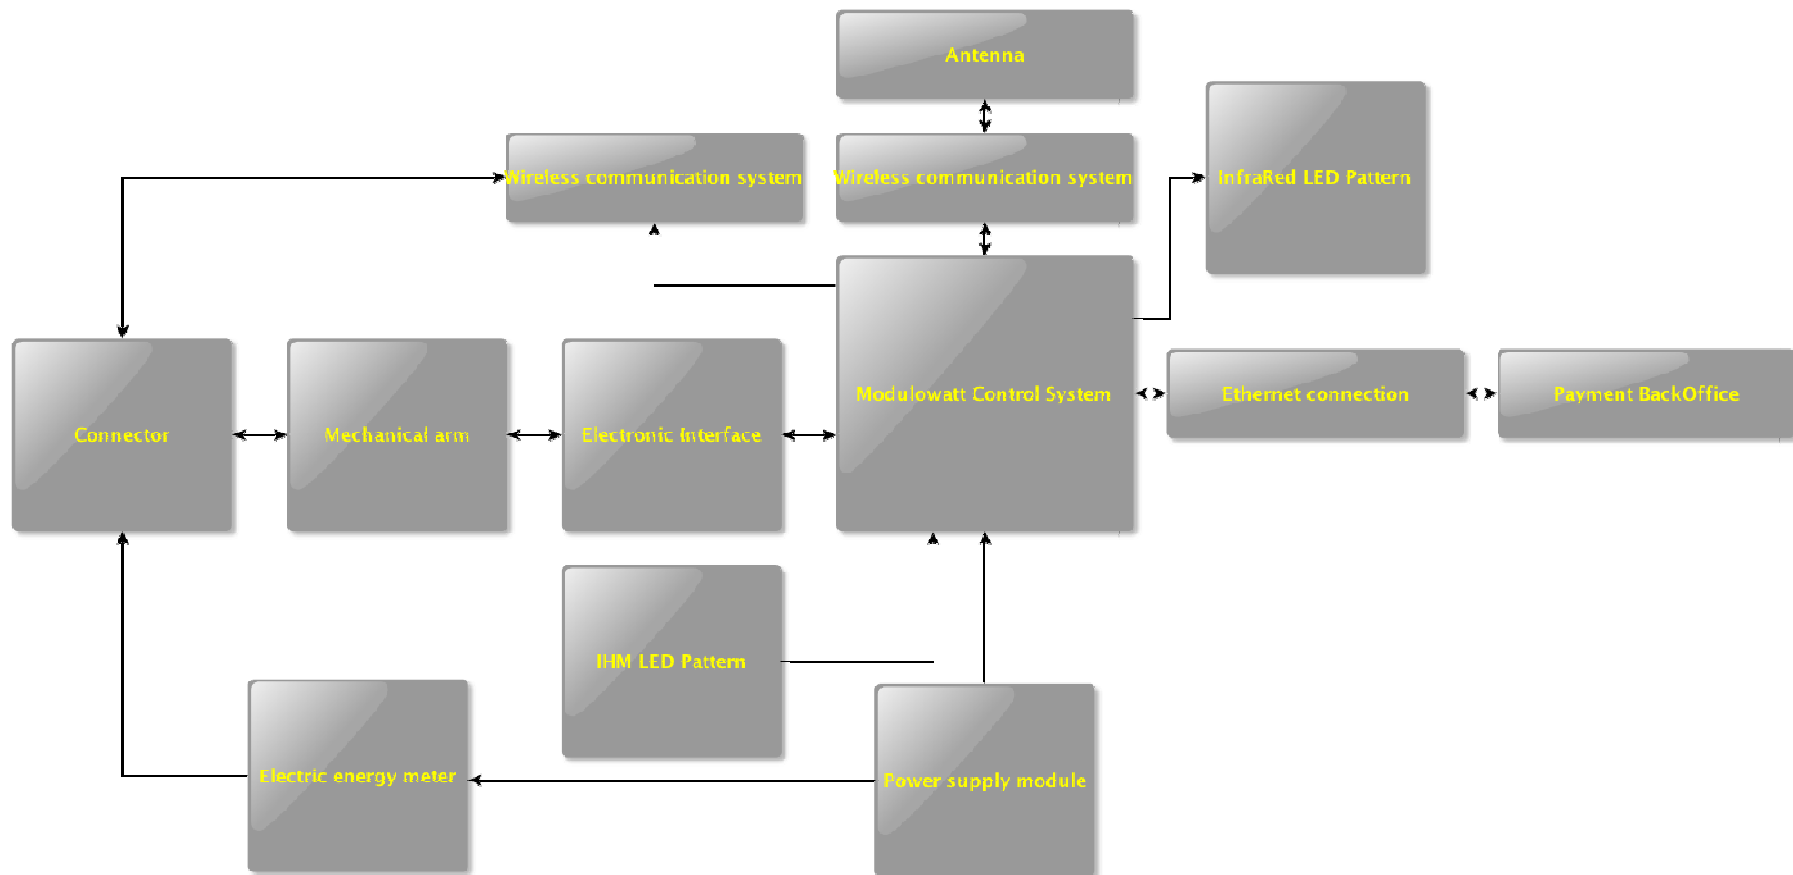 Antenna
Wireless communication system
Wireless communication system
InfraRed LED Pattern
Modulowatt Control System
Ethernet connection
Payment BackOffice
Connector
Mechanical arm
Electronic Interface
IHM LED Pattern
Electric energy meter
Power supply module